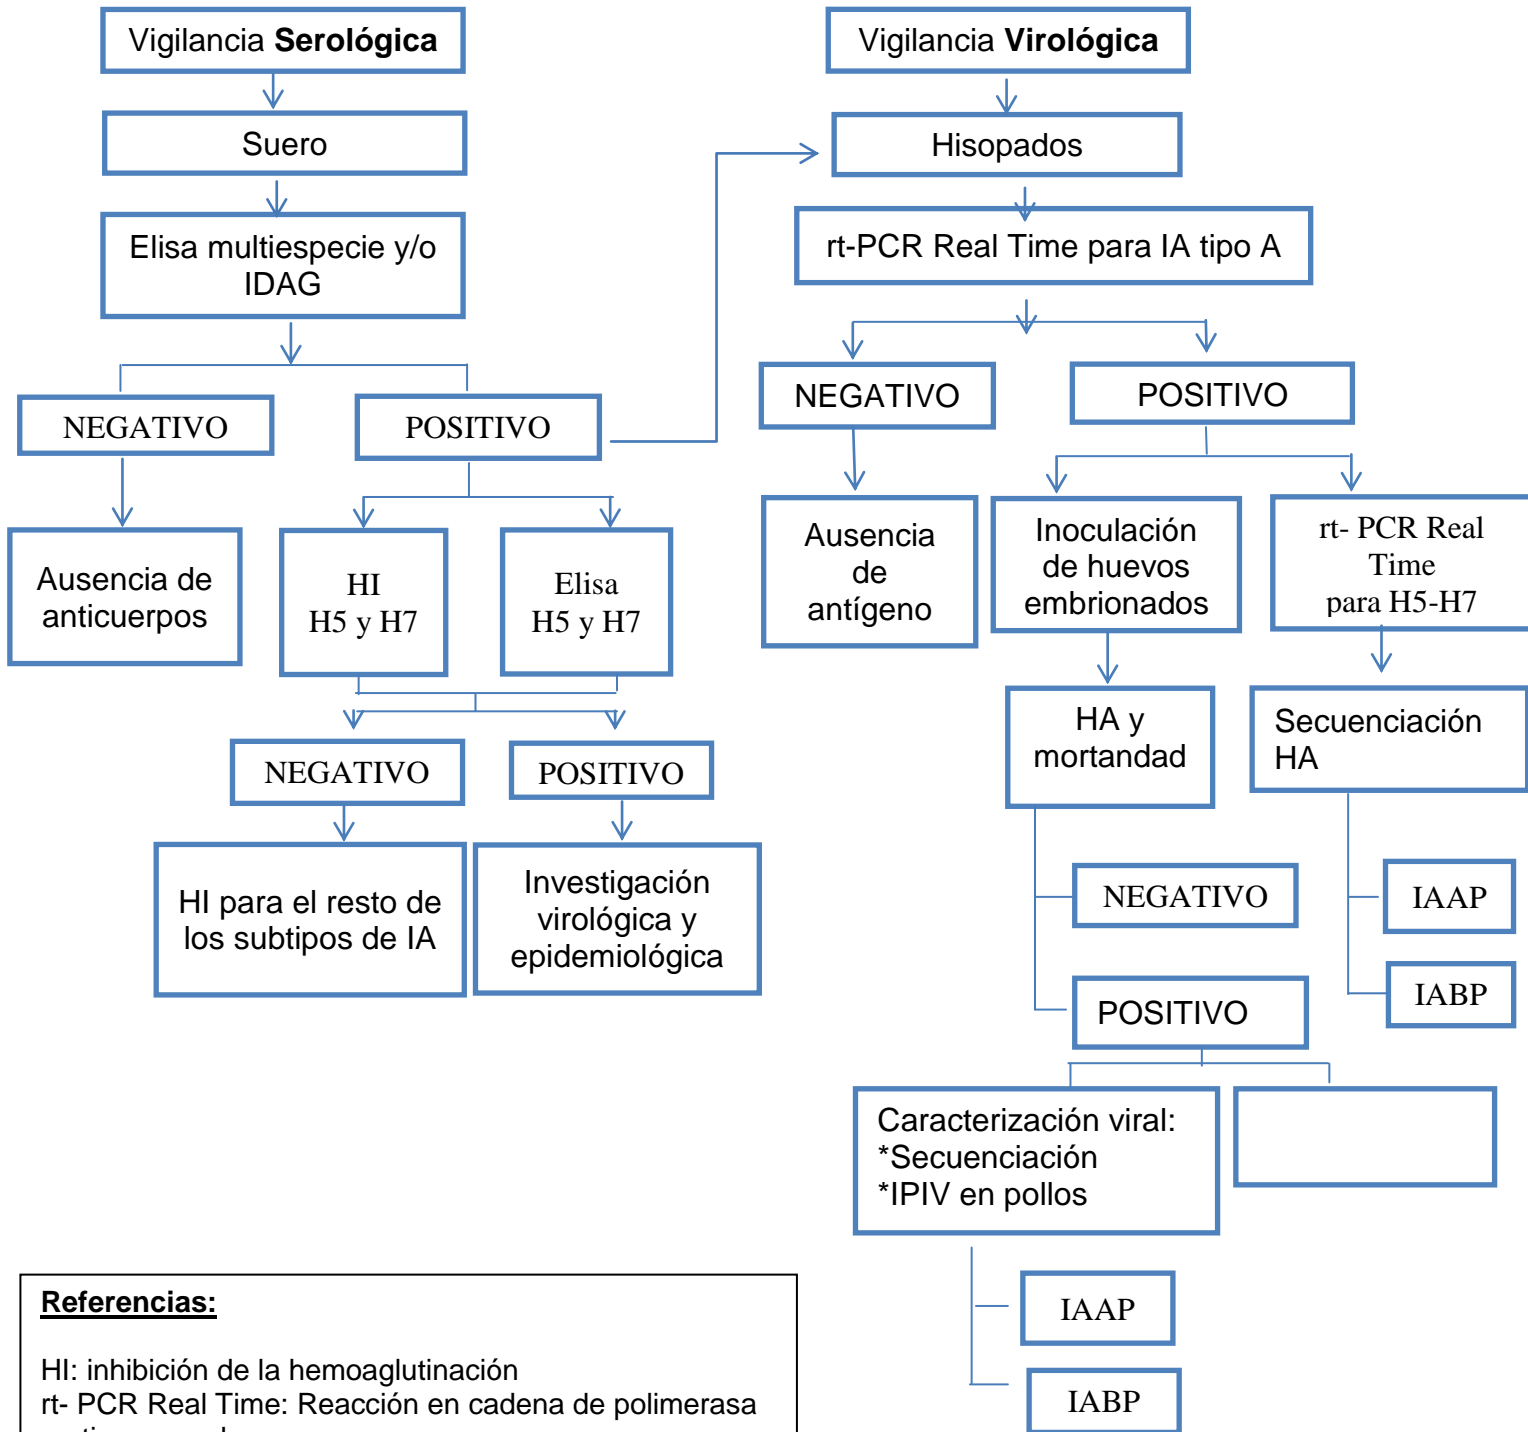 Vigilancia Serológica
Suero
Elisa multiespecie y/o
IDAG
NEGATIVO
POSITIVO
Ausencia de
anticuerpos
HI
H5 y H7
Elisa
H5 y H7
NEGATIVO
POSITIVO
HI para el resto de
los subtipos de IA
Investigación
virológica y
epidemiológica
Vigilancia Virológica
Hisopados
rt-PCR Real Time para IA tipo A
NEGATIVO
POSITIVO
Ausencia
de
antígeno
Inoculación
de huevos
embrionados
rt- PCR Real
Time
para H5-H7
HA y
mortandad
Secuenciación
HA
NEGATIVO
POSITIVO
IAAP
IABP
Caracterización viral:
*Secuenciación
*IPIV en pollos
IAAP
IABP
Referencias:
HI: inhibición de la hemoaglutinación
rt- PCR Real Time: Reacción en cadena de polimerasa